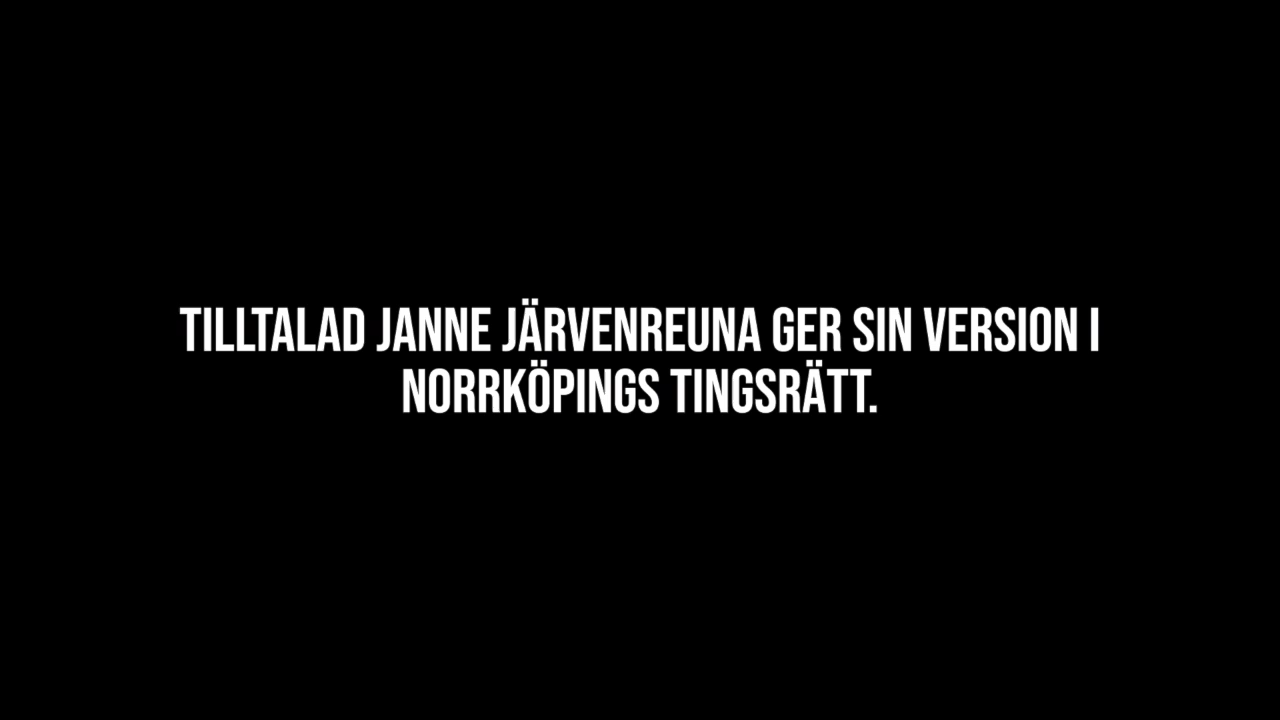 TILLTALAD JANNE JÄRVENREUNA GER SIN VERSION I
NORRKÖPINGS TINGSRÄTT.